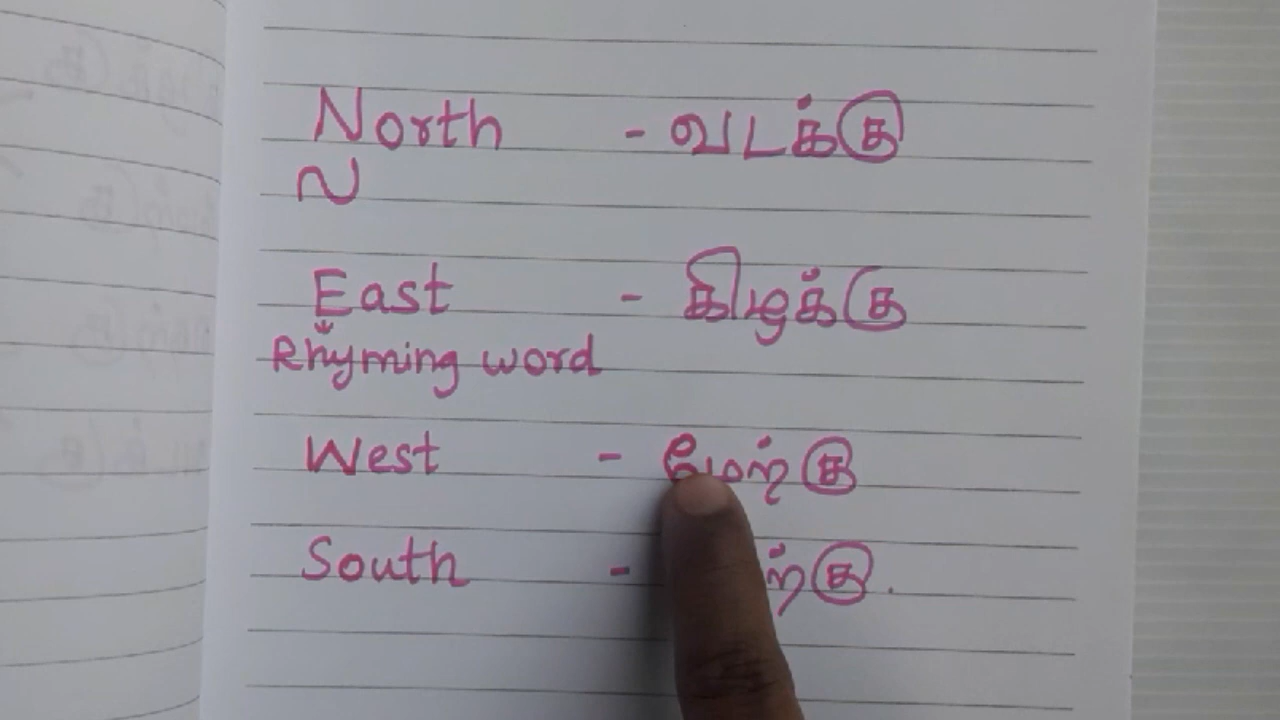 North - வடக்கு
N
East - கிழக்கு
Rhyming word
West - மேற்கு
South -